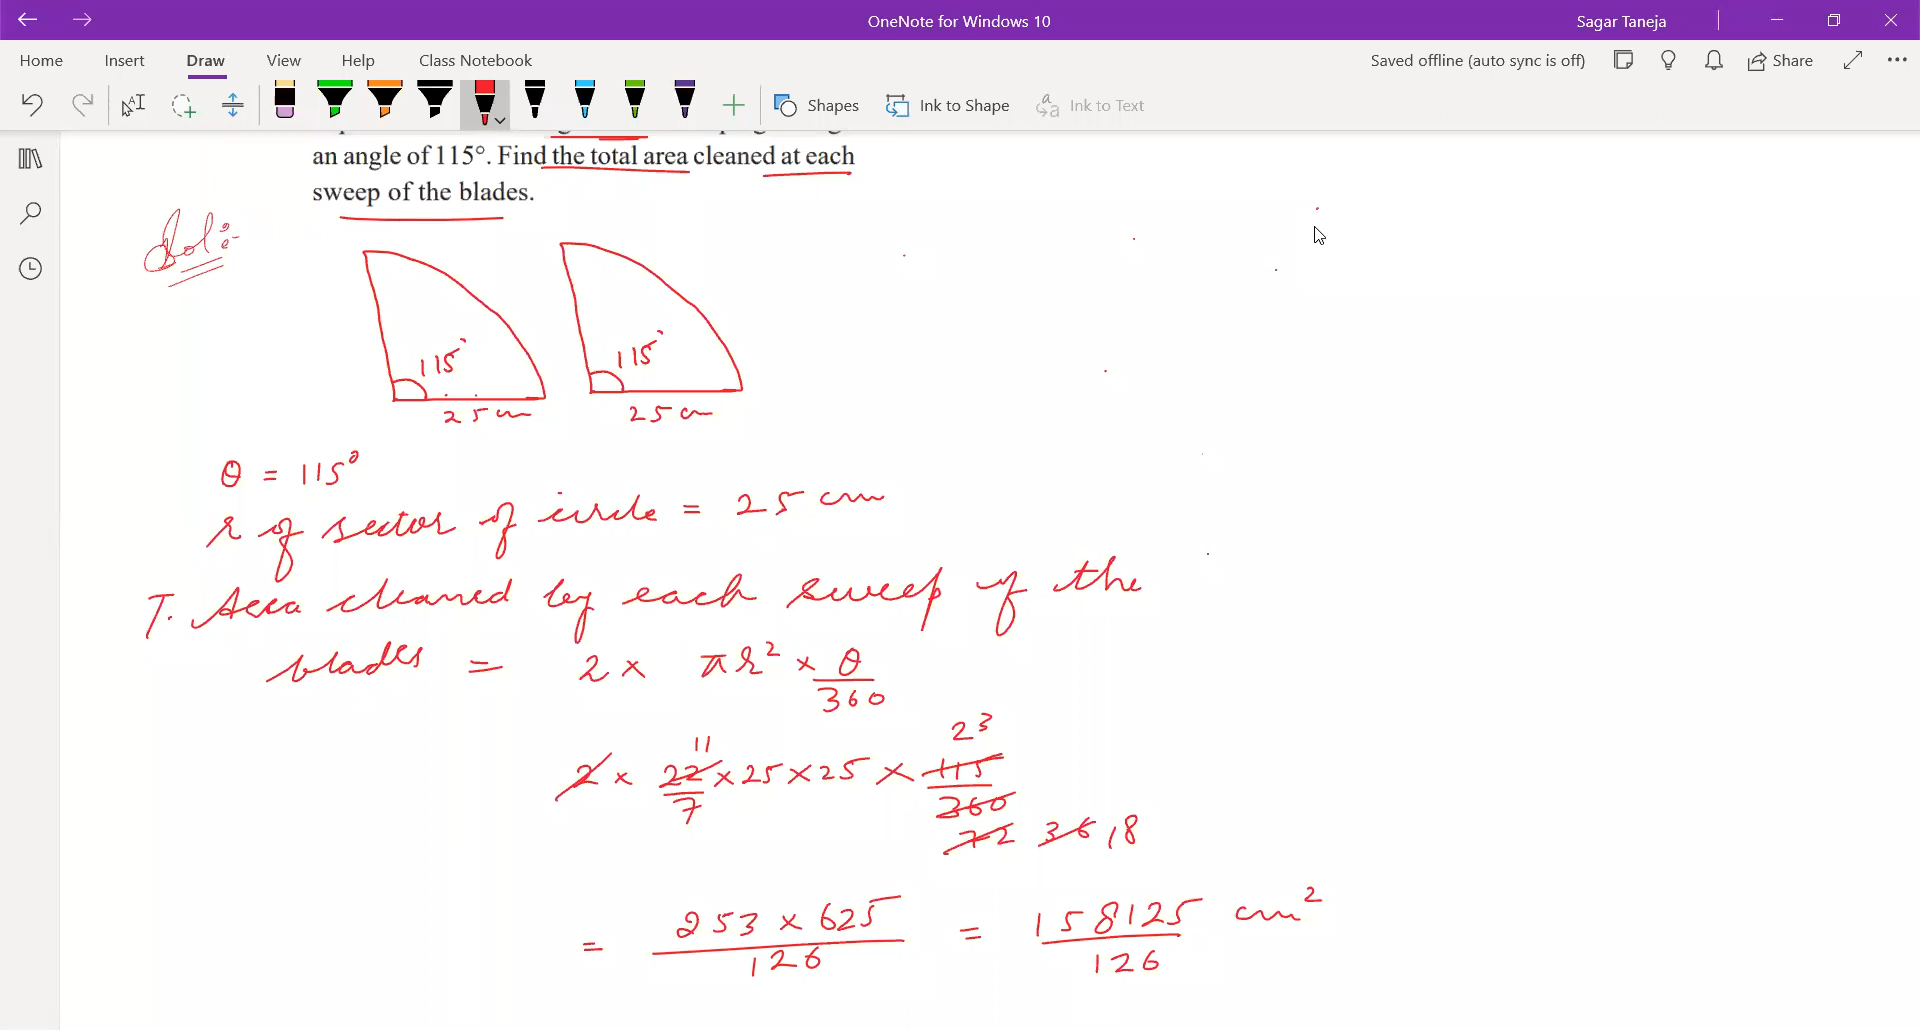 OneNote for Windows 10
Sagar Taneja
Home Insert Draw View Help Class Notebook
Saved offline (auto sync is off) Share
Shapes Ink to Shape Ink to Text
an angle of 115°. Find the total area cleaned at each
sweep of the blades.
Sol:-
115° 115°
25 cm 25 cm
θ = 115°
r of sector of circle = 25 cm
T. Area cleaned by each sweep of the
blades = 2 × πr² × θ/360
2 × 22/7 × 25 × 25 × 115/360
11 23
72 36 18
= 253 × 625/126 = 158125/126 cm²